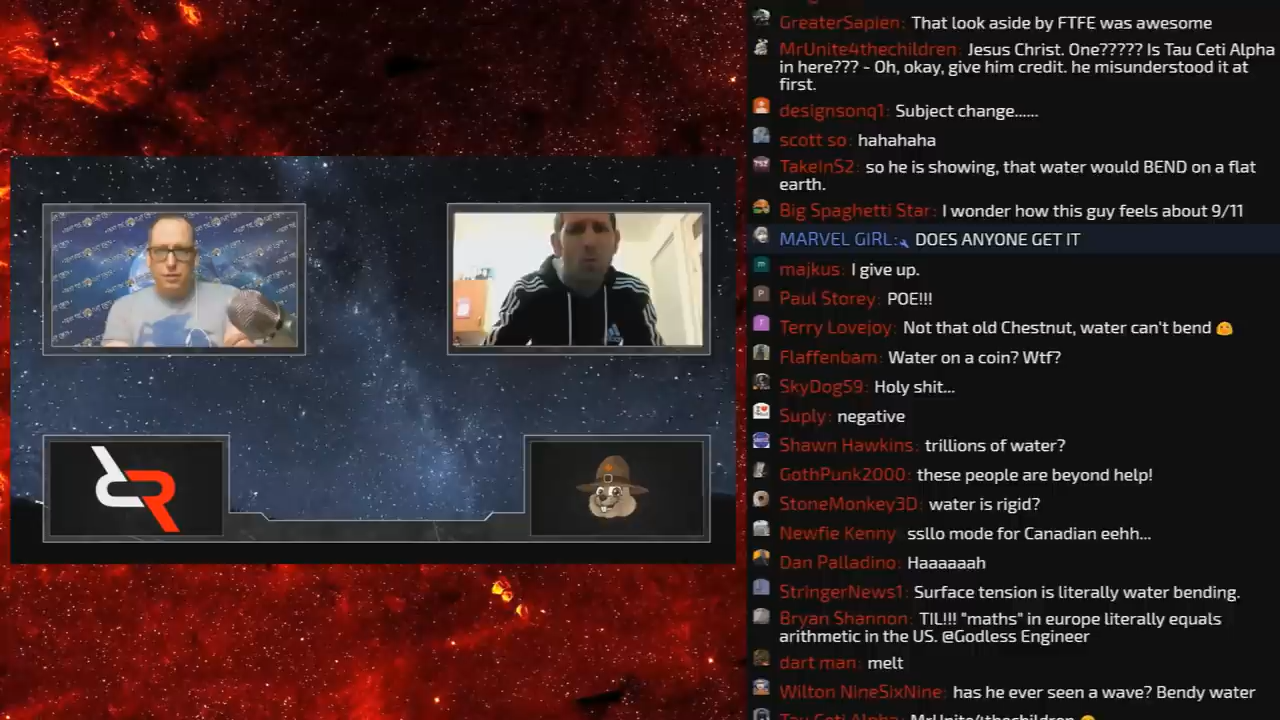 GreaterSapien: That look aside by FTFE was awesome
MrUnite4thechildren: Jesus Christ. One????? Is Tau Ceti Alpha
in here??? - Oh, okay, give him credit. he misunderstood it at
first.
designsonq1: Subject change......
scott so: hahahaha
TakeIn52: so he is showing, that water would BEND on a flat
earth.
Big Spaghetti Star: I wonder how this guy feels about 9/11
MARVEL GIRL: DOES ANYONE GET IT
majkus: I give up.
Paul Storey: POE!!!
Terry Lovejoy: Not that old Chestnut, water can't bend
Flaffenbam: Water on a coin? Wtf?
SkyDog59: Holy shit...
Suply: negative
Shawn Hawkins: trillions of water?
GothPunk2000: these people are beyond help!
StoneMonkey3D: water is rigid?
Newfie Kenny: ssllo mode for Canadian eehh...
Dan Palladino: Haaaaaah
StringerNews1: Surface tension is literally water bending.
Bryan Shannon: TIL!!! "maths" in europe literally equals
arithmetic in the US. @Godless Engineer
dart man: melt
Wilton NineSixNine: has he ever seen a wave? Bendy water
Tau Ceti Alpha: MrUnite4thechildren